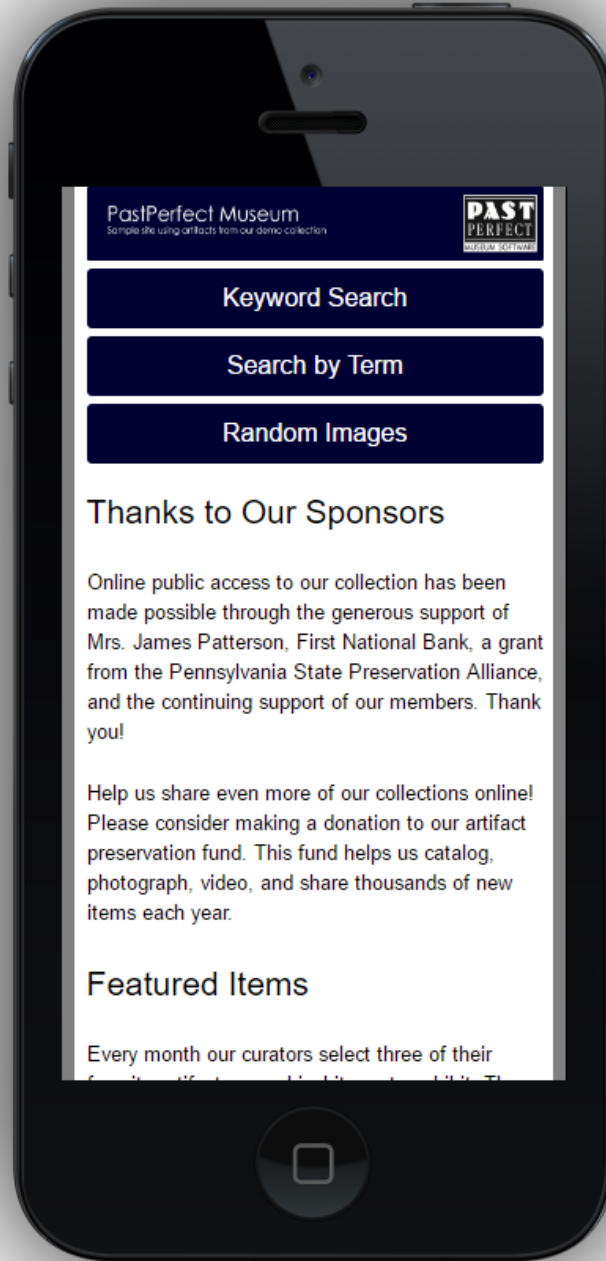 PastPerfect Museum
Sample site using artifacts from our demo collection
PAST
PERFECT
MUSEUM SOFTWARE
Keyword Search
Search by Term
Random Images
Thanks to Our Sponsors
Online public access to our collection has been
made possible through the generous support of
Mrs. James Patterson, First National Bank, a grant
from the Pennsylvania State Preservation Alliance,
and the continuing support of our members. Thank
you!
Help us share even more of our collections online!
Please consider making a donation to our artifact
preservation fund. This fund helps us catalog,
photograph, video, and share thousands of new
items each year.
Featured Items
Every month our curators select three of their